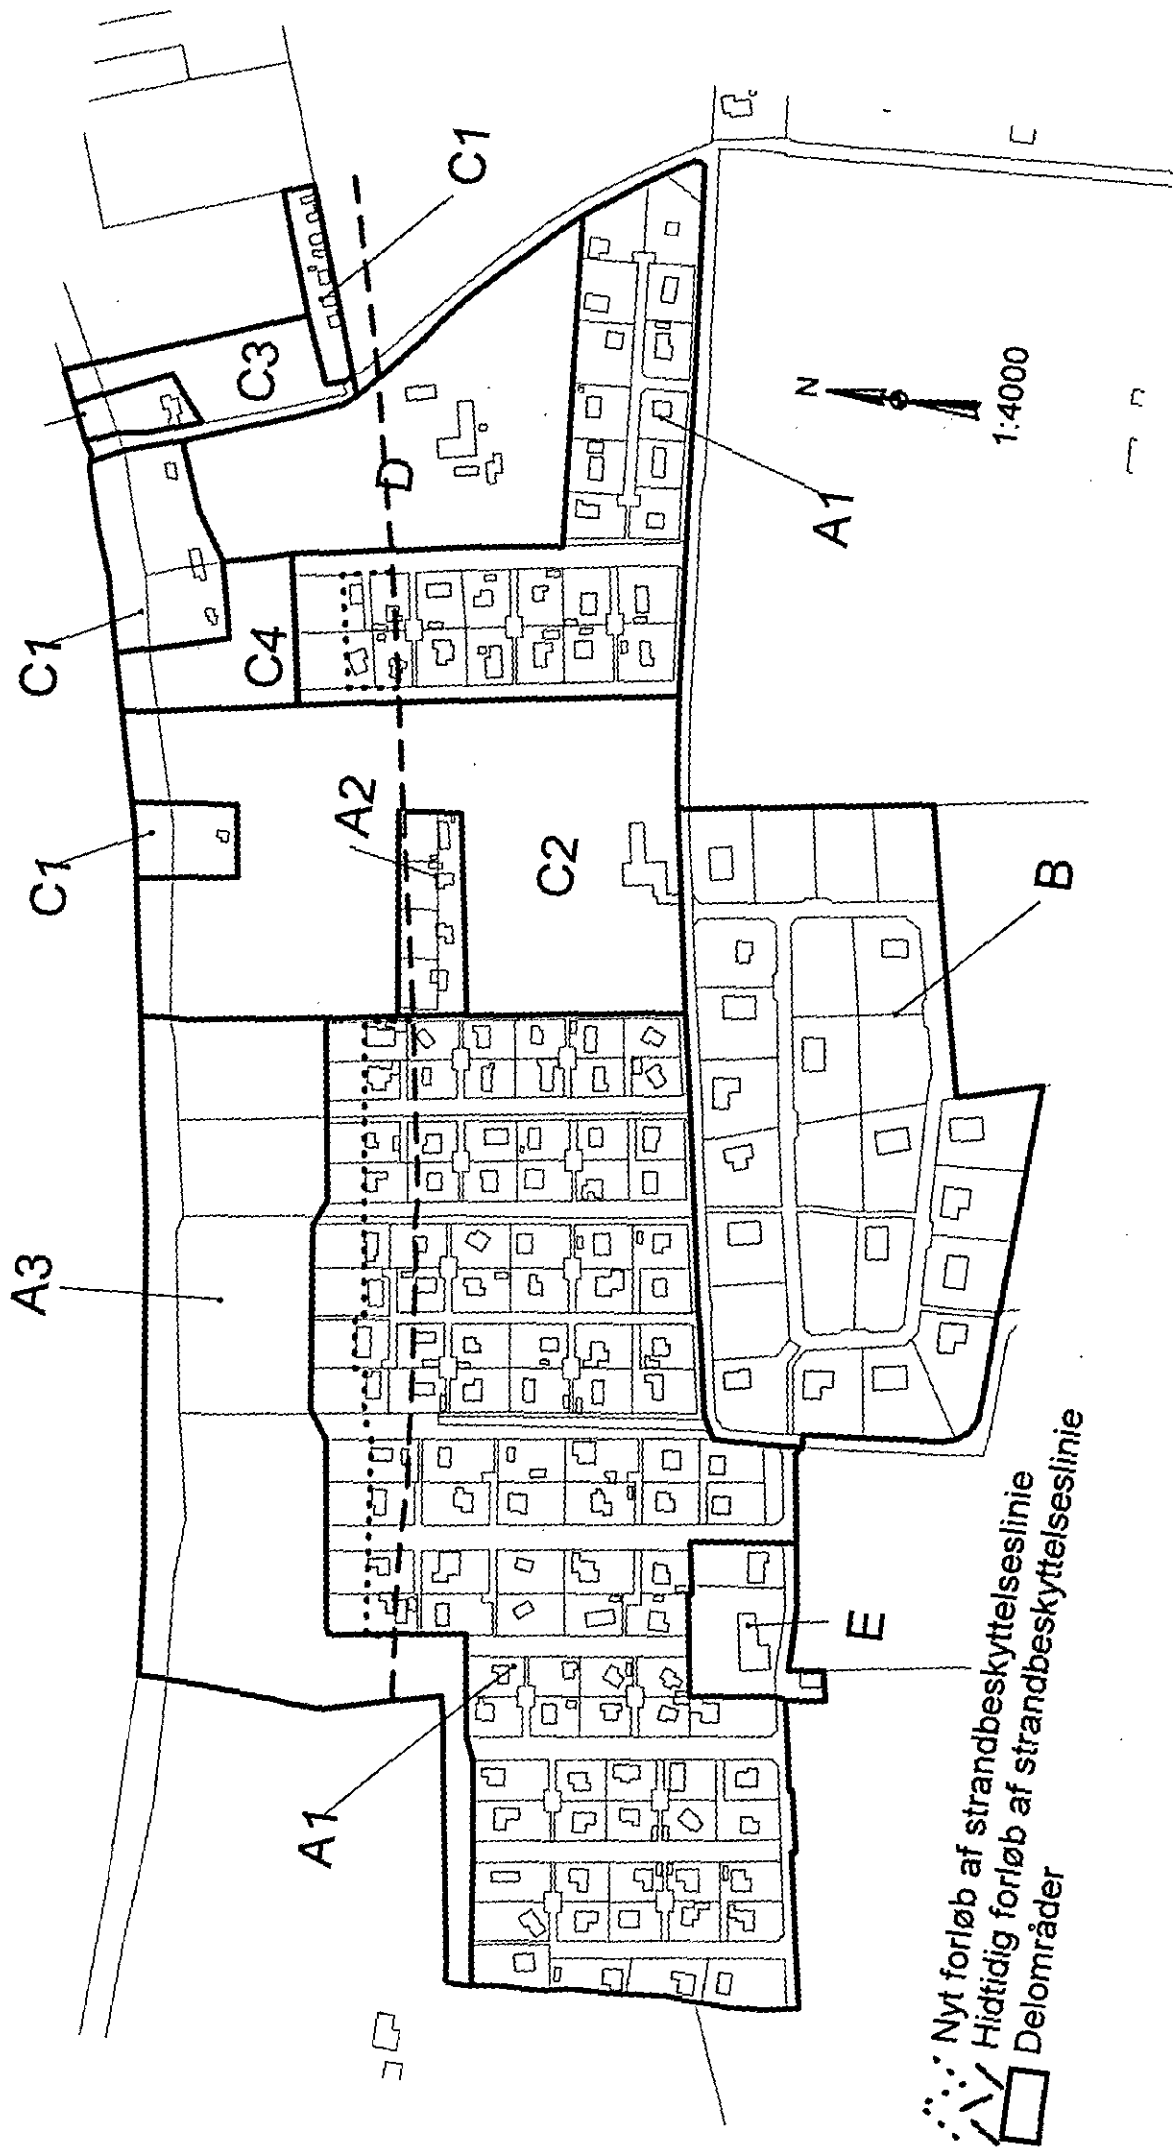 C1
C3
C1
D
C1
C4
A1
N
1:4000
A2
C2
B
A3
A1
E
Nyt forløb af strandbeskyttelseslinie
Hidtidig forløb af strandbeskyttelseslinie
Delområder